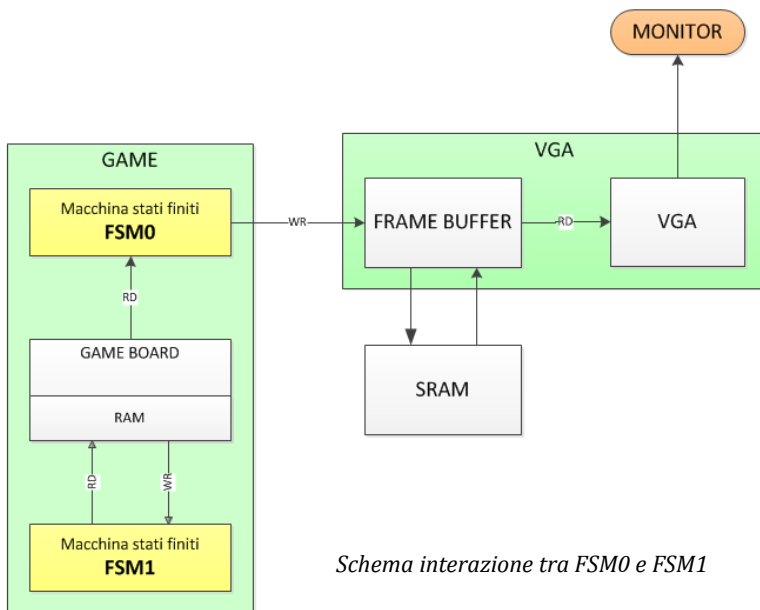 MONITOR
GAME
VGA
Macchina stati finiti
FSM0
WR
FRAME BUFFER
RD
VGA
RD
GAME BOARD
RAM
SRAM
RD
WR
Macchina stati finiti
FSM1
Schema interazione tra FSM0 e FSM1